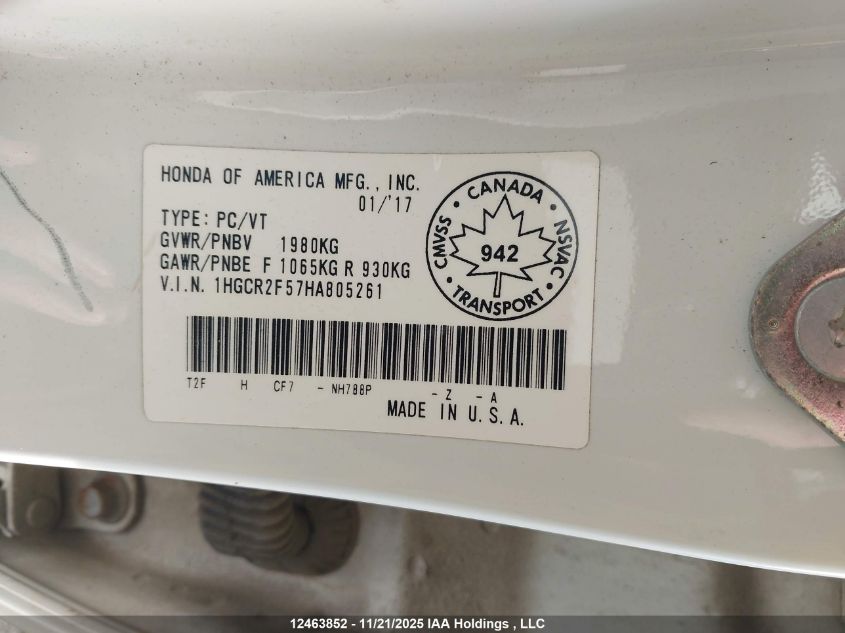 HONDA OF AMERICA MFG., INC.
01/'17
TYPE: PC/VT
GVWR/PNBV 1980KG
GAWR/PNBE F 1065KG R 930KG
V.I.N. 1HGCR2F57HA805261
CANADA
CMVSS
NSVAC
942
TRANSPORT
T2F H CF7 - NH788P - Z - A
MADE IN U.S.A.
12463852 - 11/21/2025 IAA Holdings , LLC